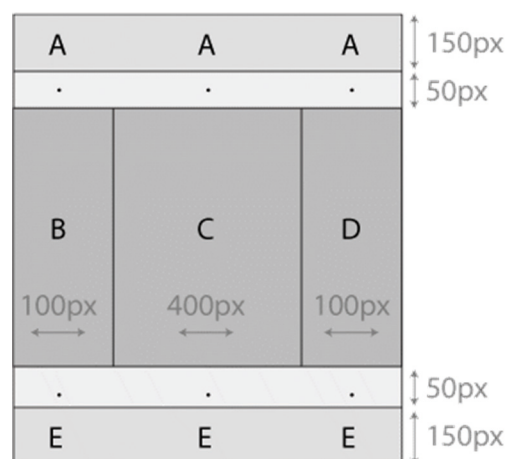 A A A 150px
. . . 50px
B C D
100px 400px 100px
. . . 50px
E E E 150px